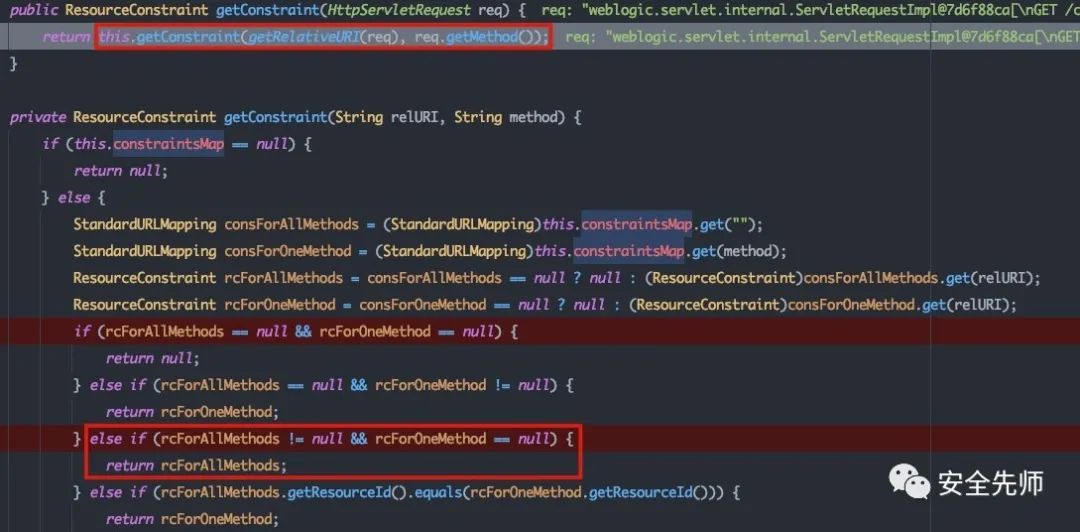 public ResourceConstraint getConstraint(HttpServletRequest req) { req: "weblogic.servlet.internal.ServletRequestImpl@7d6f88ca[\nGET /c
return this.getConstraint(getRelativeURI(req), req.getMethod()); req: "weblogic.servlet.internal.ServletRequestImpl@7d6f88ca[\nGET
}
private ResourceConstraint getConstraint(String relURI, String method) {
if (this.constraintsMap == null) {
return null;
} else {
StandardURLMapping consForAllMethods = (StandardURLMapping)this.constraintsMap.get("");
StandardURLMapping consForOneMethod = (StandardURLMapping)this.constraintsMap.get(method);
ResourceConstraint rcForAllMethods = consForAllMethods == null ? null : (ResourceConstraint)consForAllMethods.get(relURI);
ResourceConstraint rcForOneMethod = consForOneMethod == null ? null : (ResourceConstraint)consForOneMethod.get(relURI);
if (rcForAllMethods == null && rcForOneMethod == null) {
return null;
} else if (rcForAllMethods == null && rcForOneMethod != null) {
return rcForOneMethod;
} else if (rcForAllMethods != null && rcForOneMethod == null) {
return rcForAllMethods;
} else if (rcForAllMethods.getResourceId().equals(rcForOneMethod.getResourceId())) {
return rcForOneMethod;
安全先师